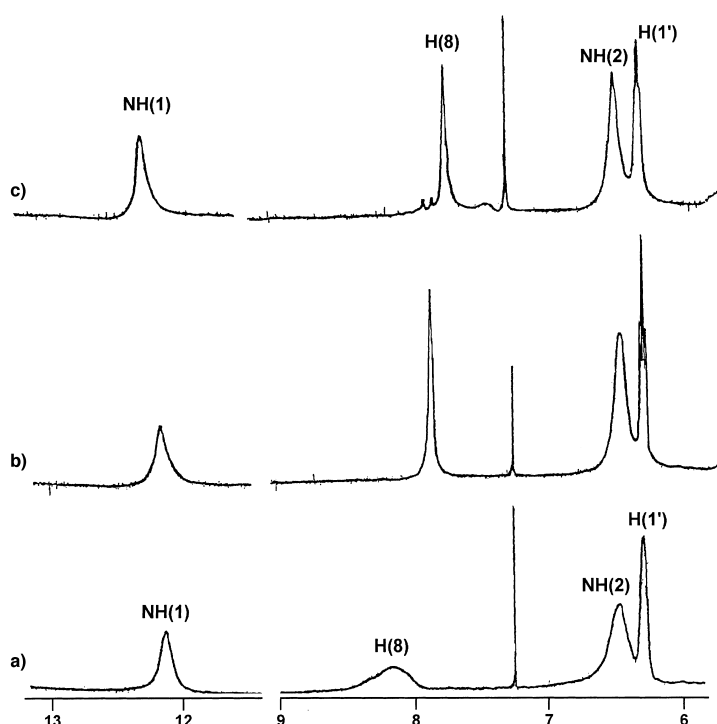 H(1')
H(8)
NH(2)
NH(1)
c)
b)
H(1')
NH(2)
NH(1)
H(8)
a)
13 12 9 8 7 6